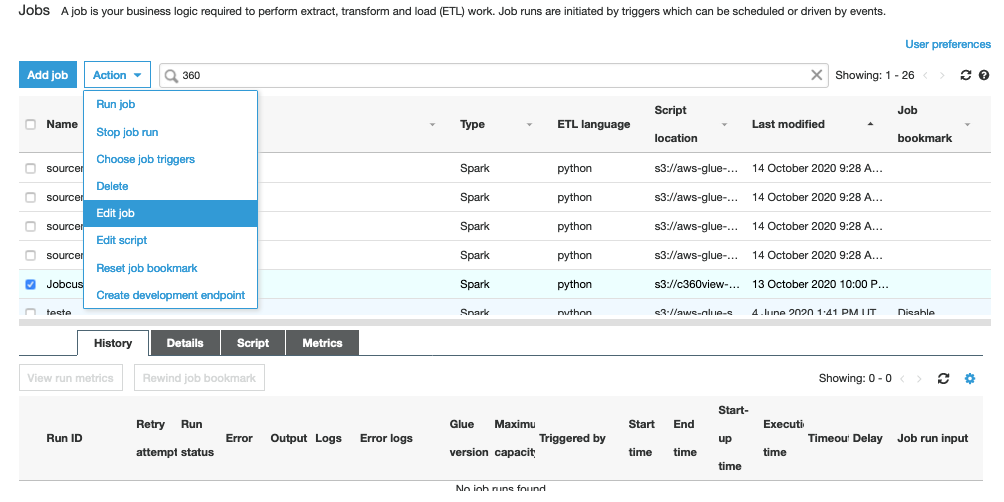 Jobs A job is your business logic required to perform extract, transform and load (ETL) work. Job runs are initiated by triggers which can be scheduled or driven by events.
User preferences
Add job Action 360 Showing: 1 - 26
Run job
Stop job run
Choose job triggers
Delete
Edit job
Edit script
Reset job bookmark
Create development endpoint
Name Type ETL language Script location Last modified Job bookmark
Spark python s3://aws-glue-... 14 October 2020 9:28 A...
Spark python s3://aws-glue-... 14 October 2020 9:28 A...
Spark python s3://aws-glue-... 14 October 2020 9:28 A...
Spark python s3://aws-glue-... 14 October 2020 9:28 A...
Jobcus Spark python s3://c360view-... 13 October 2020 10:00 P...
teste Spark python s3://aws-glue-s 4 June 2020 1:41 PM UT Disable
History Details Script Metrics
View run metrics Rewind job bookmark Showing: 0 - 0
Run ID Retry attempt Run status Error Output Logs Error logs Glue version Maximu capacity Triggered by Start time End time Start-up time Executi time Timeout Delay Job run input
No job runs found